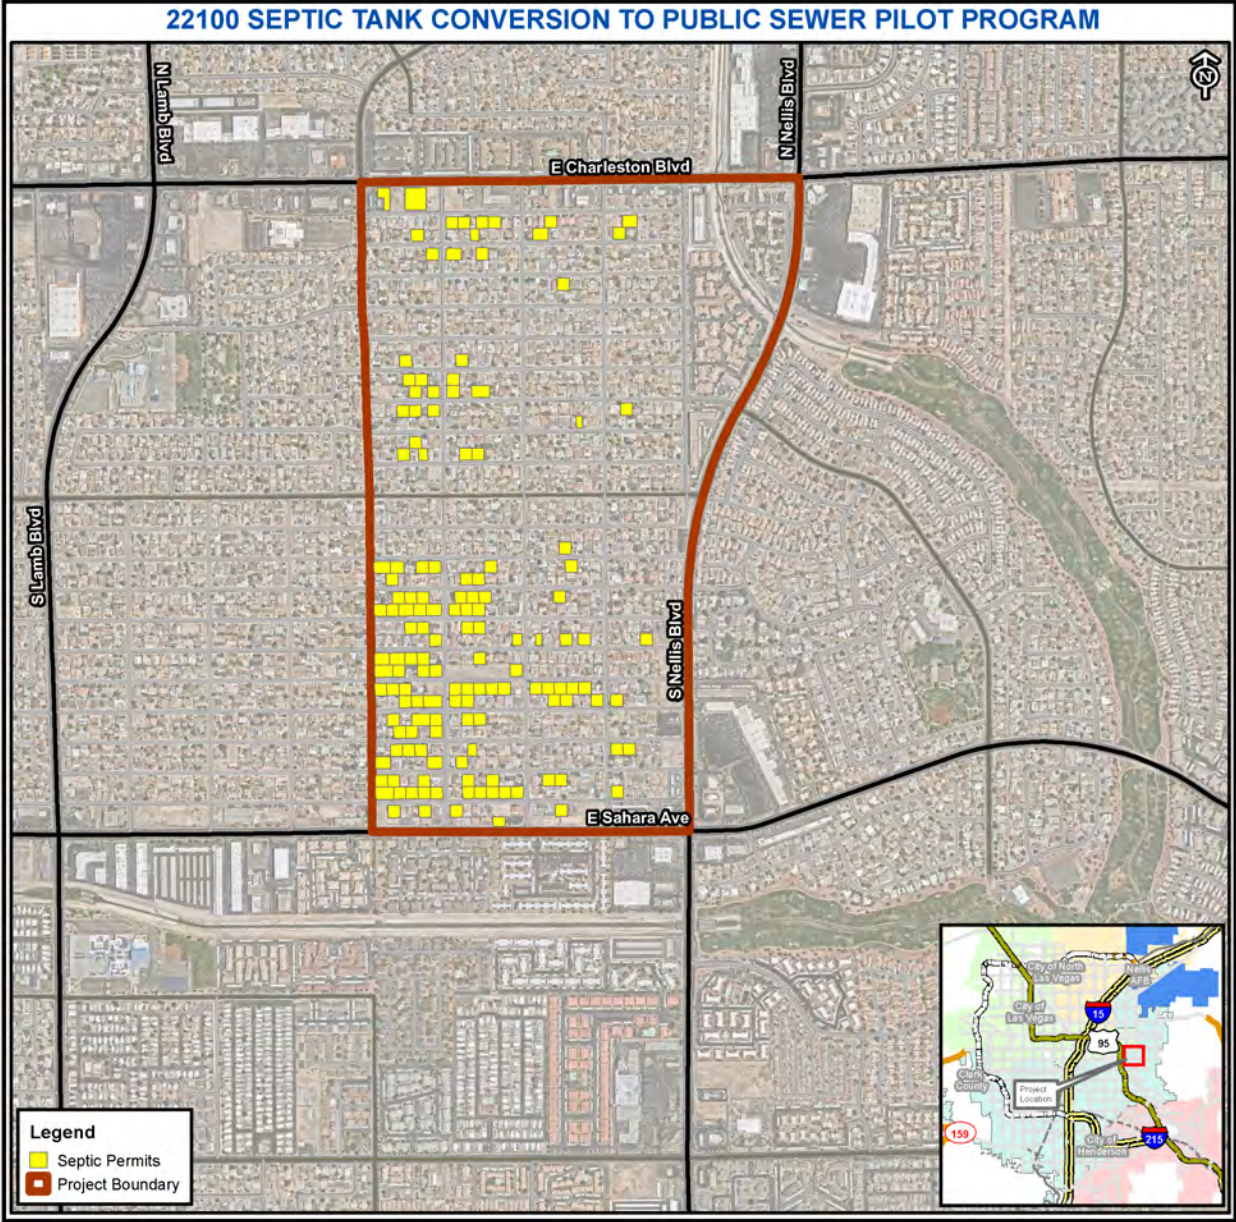 22100 SEPTIC TANK CONVERSION TO PUBLIC SEWER PILOT PROGRAM
N Lamb Blvd
N Nellis Blvd
N
E Charleston Blvd
S Lamb Blvd
S Nellis Blvd
E Sahara Ave
Legend
Septic Permits
Project Boundary
City of North
Las Vegas
Nellis
AFB
City of
Las Vegas
15
95
Clark
County
Project
Location
159
City of
Henderson
215